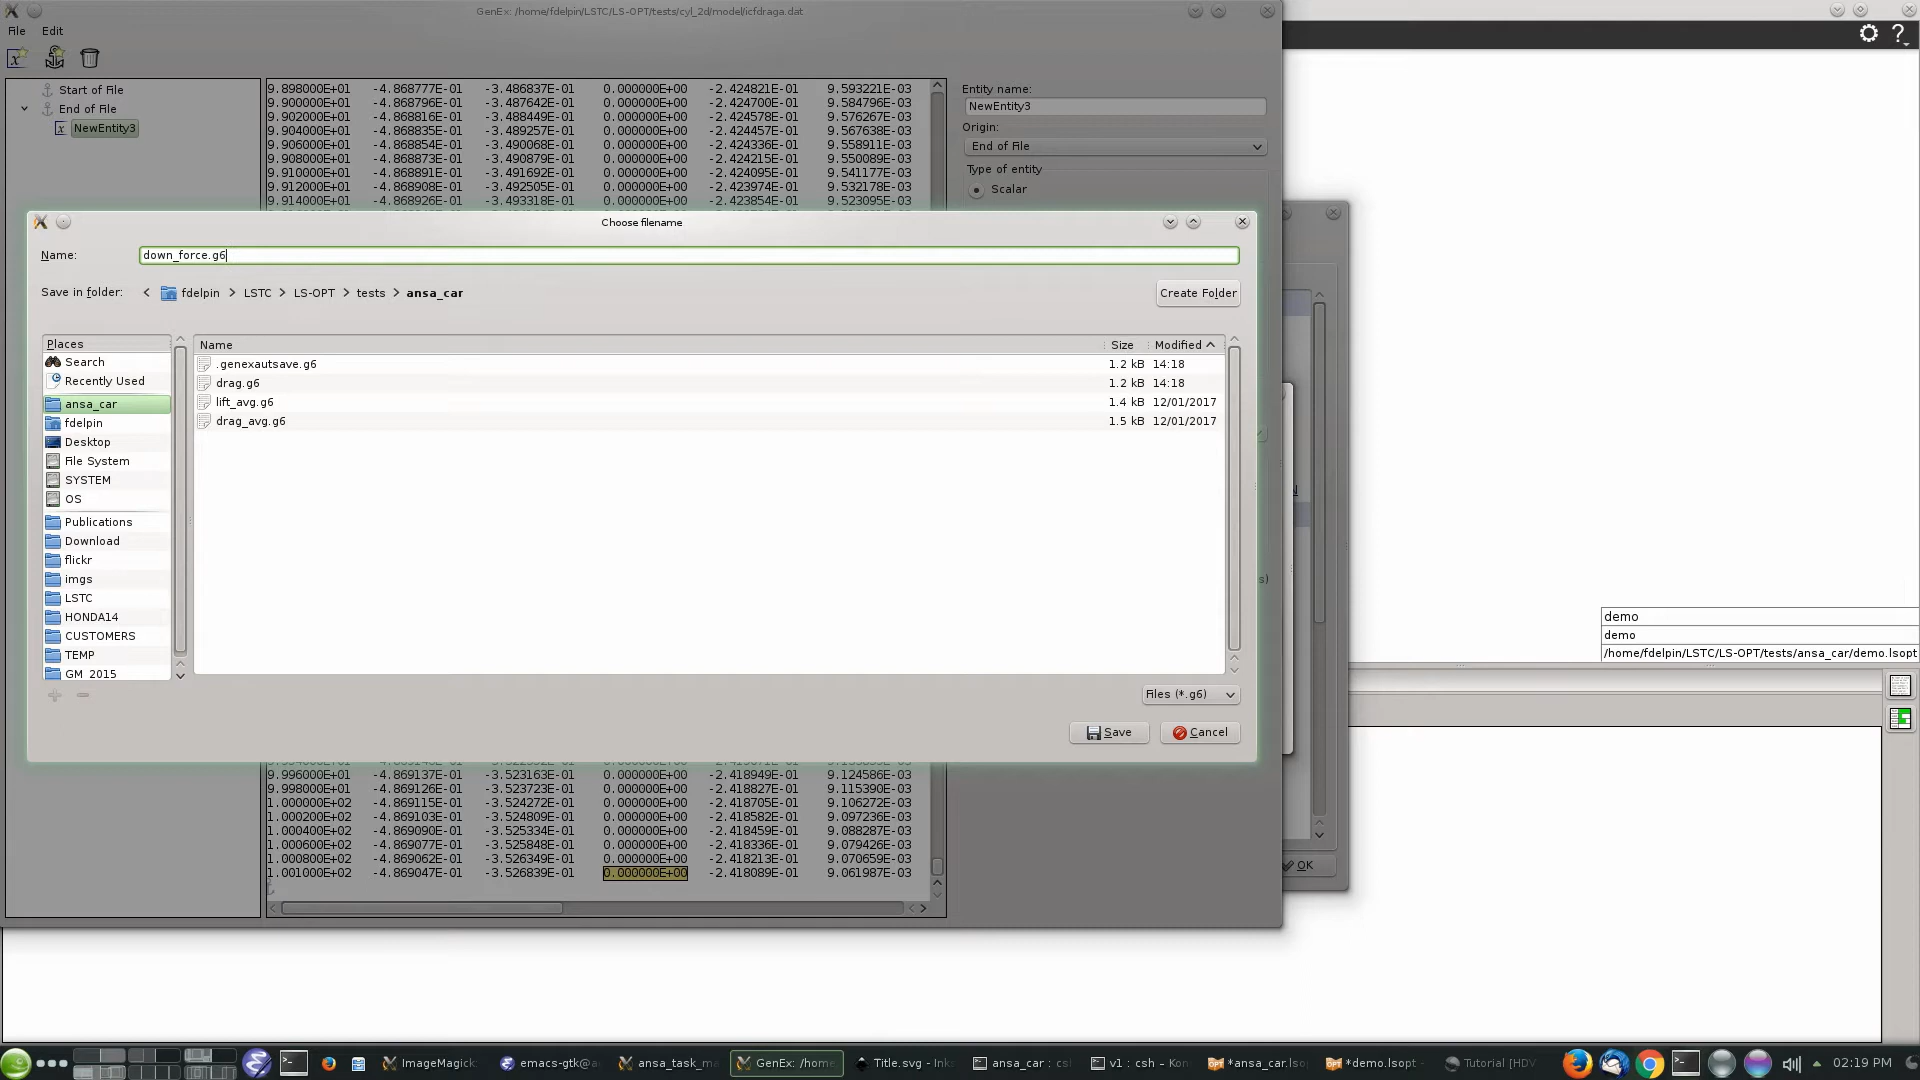 GenEx: /home/fdelpin/LSTC/LS-OPT/tests/cyl_2d/model/icfdraga.dat
File Edit
Start of File
End of File
NewEntity3
9.898000E+01 -4.868777E-01 -3.486837E-01 0.000000E+00 -2.424821E-01 9.593221E-03
9.900000E+01 -4.868796E-01 -3.487642E-01 0.000000E+00 -2.424700E-01 9.584796E-03
9.902000E+01 -4.868816E-01 -3.488449E-01 0.000000E+00 -2.424578E-01 9.576267E-03
9.904000E+01 -4.868835E-01 -3.489257E-01 0.000000E+00 -2.424457E-01 9.567638E-03
9.906000E+01 -4.868854E-01 -3.490068E-01 0.000000E+00 -2.424336E-01 9.558911E-03
9.908000E+01 -4.868873E-01 -3.490879E-01 0.000000E+00 -2.424215E-01 9.550089E-03
9.910000E+01 -4.868891E-01 -3.491692E-01 0.000000E+00 -2.424095E-01 9.541177E-03
9.912000E+01 -4.868908E-01 -3.492505E-01 0.000000E+00 -2.423974E-01 9.532178E-03
9.914000E+01 -4.868926E-01 -3.493318E-01 0.000000E+00 -2.423854E-01 9.523095E-03
Entity name:
NewEntity3
Origin:
End of File
Type of entity
Scalar
Choose filename
Name: down_force.g6
Save in folder: fdelpin LSTC LS-OPT tests ansa_car
Create Folder
Places
Search
Recently Used
ansa_car
fdelpin
Desktop
File System
SYSTEM
OS
Publications
Download
flickr
imgs
LSTC
HONDA14
CUSTOMERS
TEMP
GM_2015
Name Size Modified
.genexautsave.g6 1.2 kB 14:18
drag.g6 1.2 kB 14:18
lift_avg.g6 1.4 kB 12/01/2017
drag_avg.g6 1.5 kB 12/01/2017
Files (*.g6)
Save Cancel
9.996000E+01 -4.869137E-01 -3.523163E-01 0.000000E+00 -2.418949E-01 9.124586E-03
9.998000E+01 -4.869126E-01 -3.523723E-01 0.000000E+00 -2.418827E-01 9.115390E-03
1.000000E+02 -4.869115E-01 -3.524272E-01 0.000000E+00 -2.418705E-01 9.106272E-03
1.000200E+02 -4.869103E-01 -3.524809E-01 0.000000E+00 -2.418582E-01 9.097236E-03
1.000400E+02 -4.869090E-01 -3.525334E-01 0.000000E+00 -2.418459E-01 9.088287E-03
1.000600E+02 -4.869077E-01 -3.525848E-01 0.000000E+00 -2.418336E-01 9.079426E-03
1.000800E+02 -4.869062E-01 -3.526349E-01 0.000000E+00 -2.418213E-01 9.070659E-03
1.001000E+02 -4.869047E-01 -3.526839E-01 0.000000E+00 -2.418089E-01 9.061987E-03
s)
OK
demo
demo
/home/fdelpin/LSTC/LS-OPT/tests/ansa_car/demo.lsopt
ImageMagick emacs-gtk@ ansa_task_m GenEx: /home Title.svg - Ink ansa_car : cs v1 : csh – Kon *ansa_car.lso *demo.lsopt Tutorial [HDV 02:19 PM